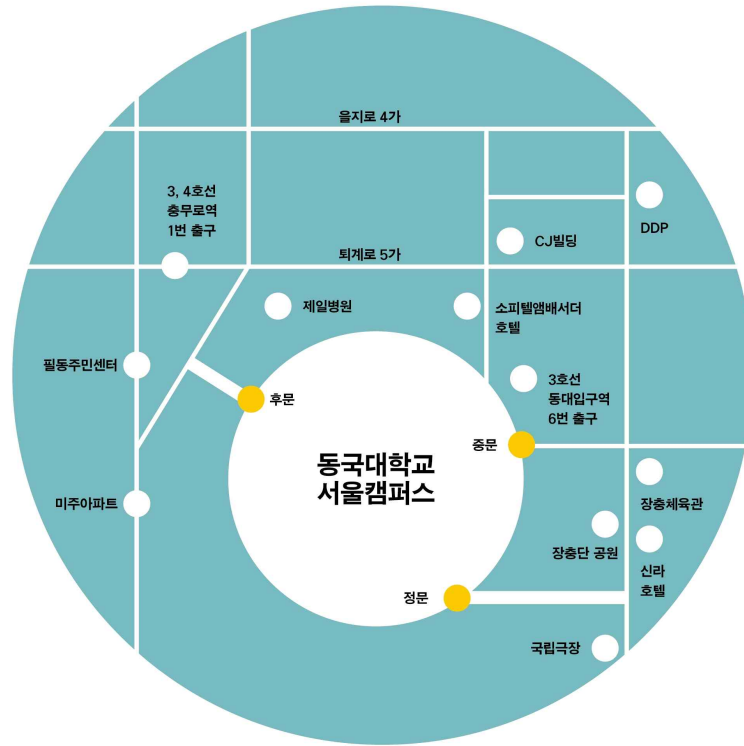 을지로 4가
3, 4호선
충무로역
1번 출구
DDP
CJ빌딩
퇴계로 5가
제일병원
소피텔앰배서더
호텔
필동주민센터
후문
3호선
동대입구역
6번 출구
중문
동국대학교
서울캠퍼스
미주아파트
장충체육관
장충단 공원
신라
호텔
정문
국립극장